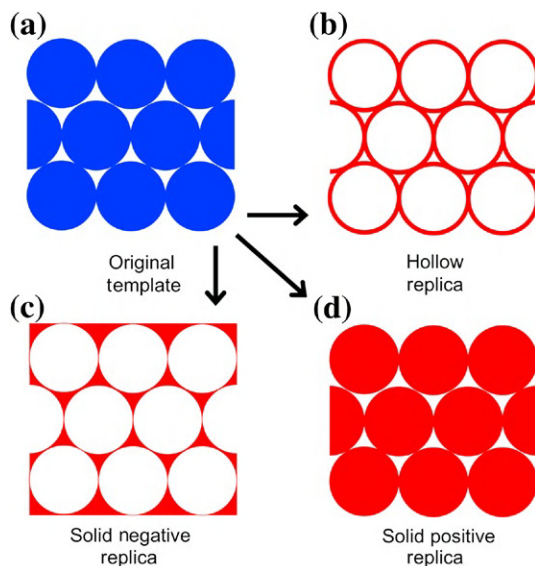 (a)
(b)
Original
template
Hollow
replica
(c)
(d)
Solid negative
replica
Solid positive
replica